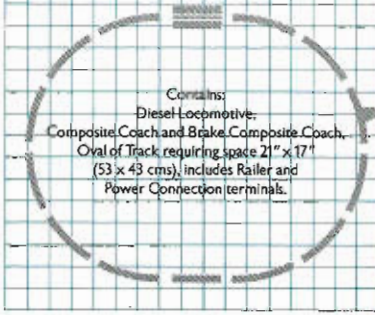 Contains:
Diesel Locomotive,
Composite Coach and Brake Composite Coach,
Oval of Track requiring space 21" x 17"
(53 x 43 cms), includes Railer and
Power Connection terminals.